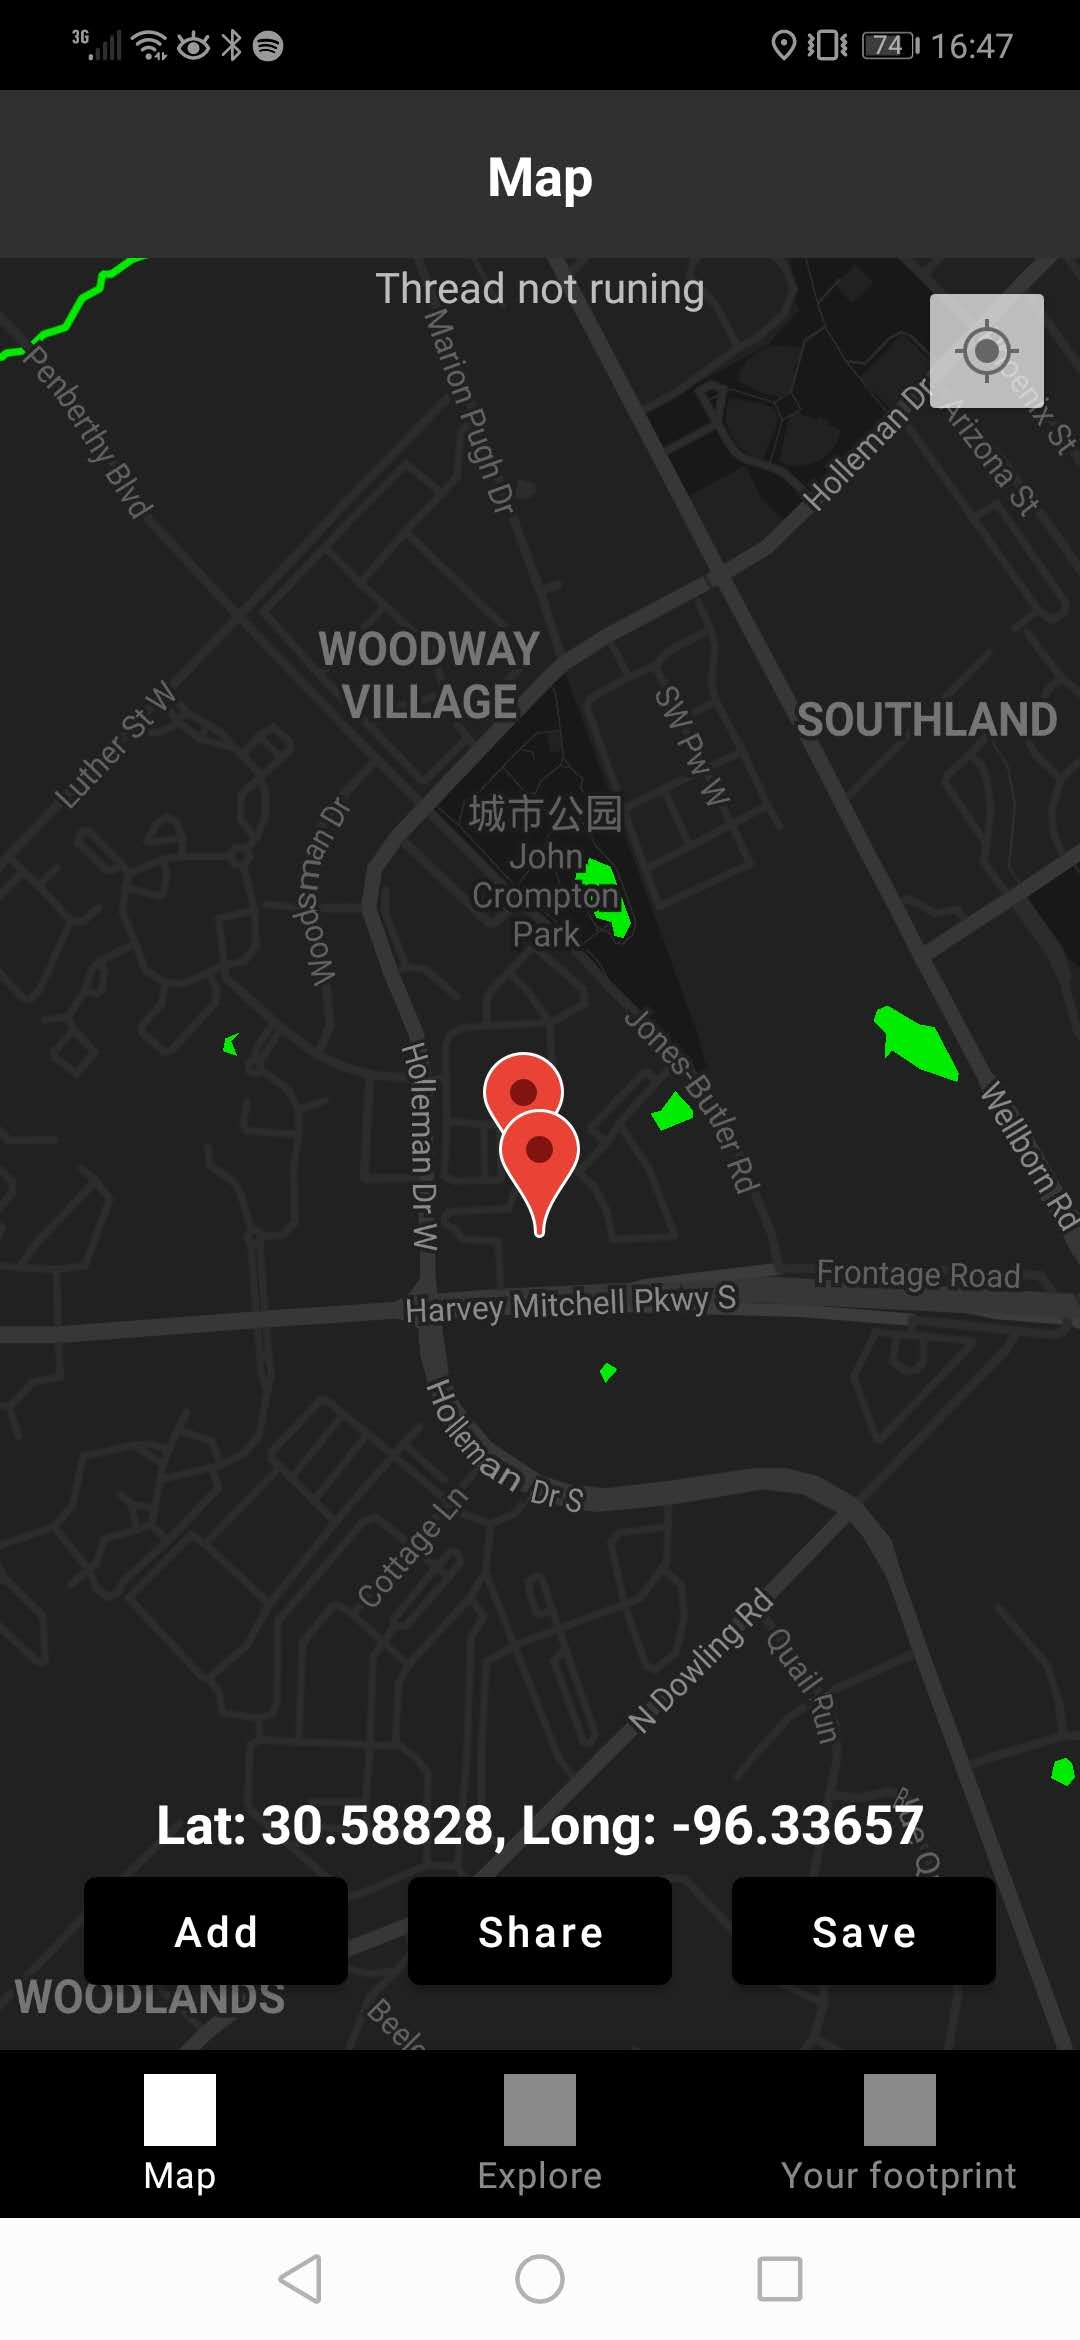 3G
74
16:47
Map
Thread not runing
Penberthy Blvd
Marion Pugh Dr
Holleman Dr
Arizona St
WOODWAY
VILLAGE
Luther St W
SW Pw W
SOUTHLAND
Woodsman Dr
城市公园
John
Crompton
Park
Jones-Butler Rd
Holleman Dr W
Wellborn Rd
Frontage Road
Harvey Mitchell Pkwy S
Holleman Dr S
Cottage Ln
N Dowling Rd
Quail Run
Lat: 30.58828, Long: -96.33657
Add
Share
Save
WOODLANDS
Map
Explore
Your footprint